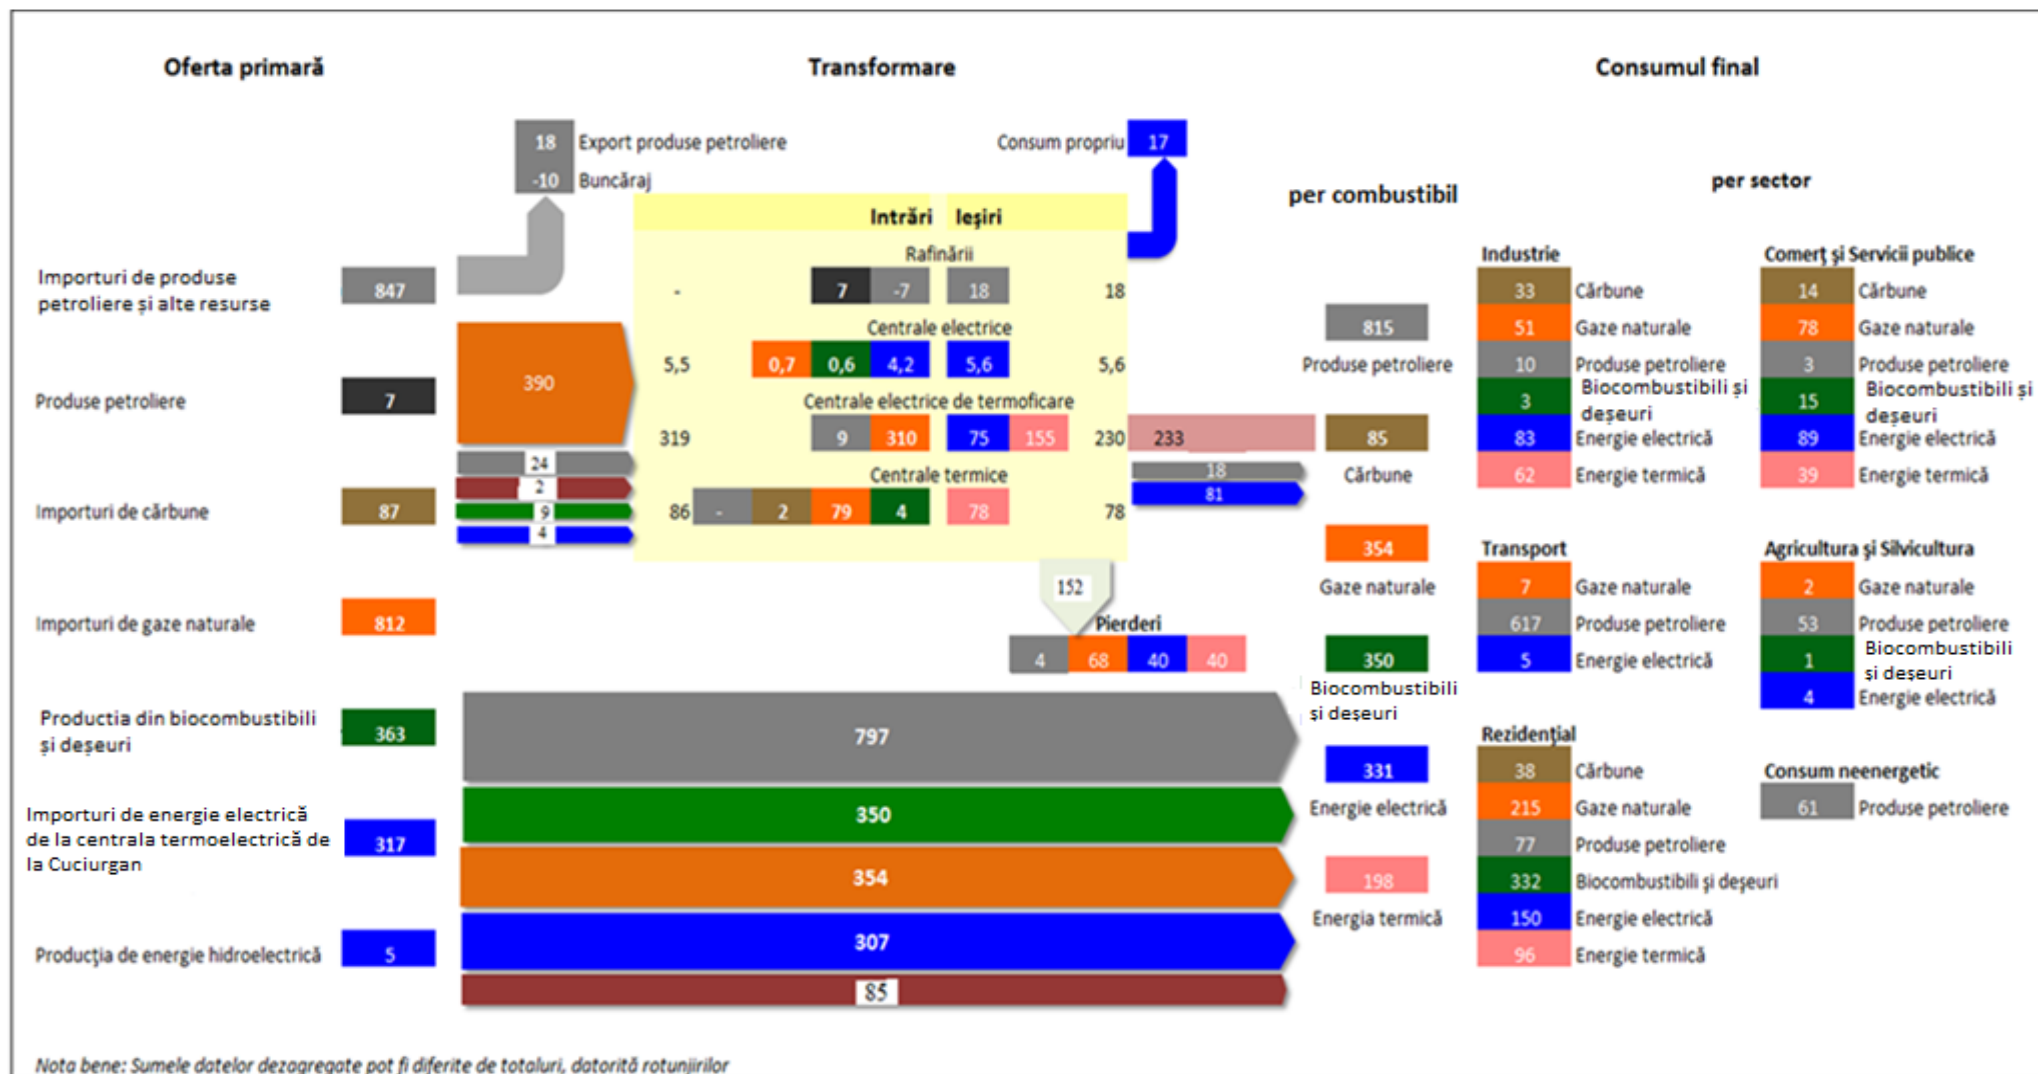 Oferta primară
Transformare
Consumul final
18 Export produse petroliere
-10 Buncăraj
Consum propriu 17
per combustibil
per sector
Importuri de produse
petroliere și alte resurse
847
Produse petroliere 7
Importuri de cărbune 87
Importuri de gaze naturale 812
Productia din biocombustibili
și deșeuri
363
Importuri de energie electrică
de la centrala termoelectrică de
la Cuciurgan
317
Producţia de energie hidroelectrică 5
390
24
2
9
4
Intrări Ieşiri
Rafinării
- 7 -7 18 18
Centrale electrice
5,5 0,7 0,6 4,2 5,6 5,6
Centrale electrice de termoficare
319 9 310 75 155 230
Centrale termice
86 - 2 79 4 78 78
233
18
81
152
Pierderi
4 68 40 40
797
350
354
307
85
815
Produse petroliere
85
Cărbune
354
Gaze naturale
350
Biocombustibili
și deșeuri
331
Energie electrică
198
Energia termică
Industrie
33 Cărbune
51 Gaze naturale
10 Produse petroliere
3 Biocombustibili și
deșeuri
83 Energie electrică
62 Energie termică
Transport
7 Gaze naturale
617 Produse petroliere
5 Energie electrică
Rezidenţial
38 Cărbune
215 Gaze naturale
77 Produse petroliere
332 Biocombustibili şi deşeuri
150 Energie electrică
96 Energie termică
Comerţ şi Servicii publice
14 Cărbune
78 Gaze naturale
3 Produse petroliere
15 Biocombustibili și
deșeuri
89 Energie electrică
39 Energie termică
Agricultura şi Silvicultura
2 Gaze naturale
53 Produse petroliere
1 Biocombustibili
și deșeuri
4 Energie electrică
Consum neenergetic
61 Produse petroliere
Nota bene: Sumele datelor dezagregate pot fi diferite de totaluri, datorită rotunjirilor